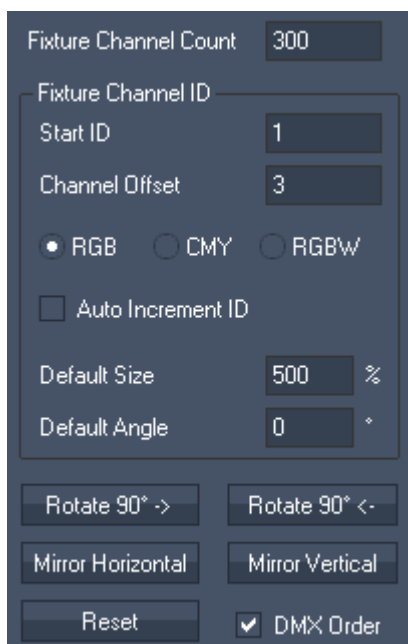 Fixture Channel Count 300
Fixture Channel ID
Start ID 1
Channel Offset 3
RGB CMY RGBW
Auto Increment ID
Default Size 500 %
Default Angle 0 °
Rotate 90° -> Rotate 90° <-
Mirror Horizontal Mirror Vertical
Reset DMX Order